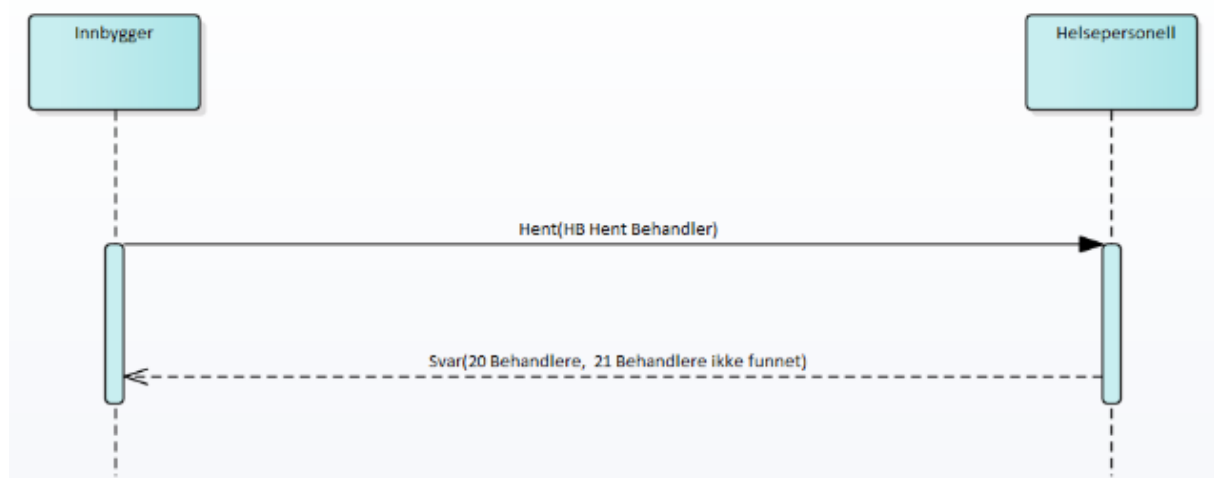 Innbygger
Helsepersonell
Hent(HB Hent Behandler)
Svar(20 Behandlere, 21 Behandlere ikke funnet)